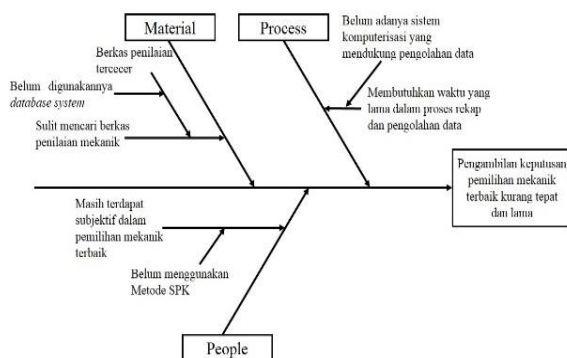 Material
Process
Belum adanya sistem
komputerisasi yang
mendukung pengolahan data
Berkas penilaian
tercecer
Belum digunakannya
database system
Membutuhkan waktu yang
lama dalam proses rekap
dan pengolahan data
Sulit mencari berkas
penilaian mekanik
Pengambilan keputusan
pemilihan mekanik
terbaik kurang tepat
dan lama
Masih terdapat
subjektif dalam
pemilihan mekanik
terbaik
Belum menggunakan
Metode SPK
People